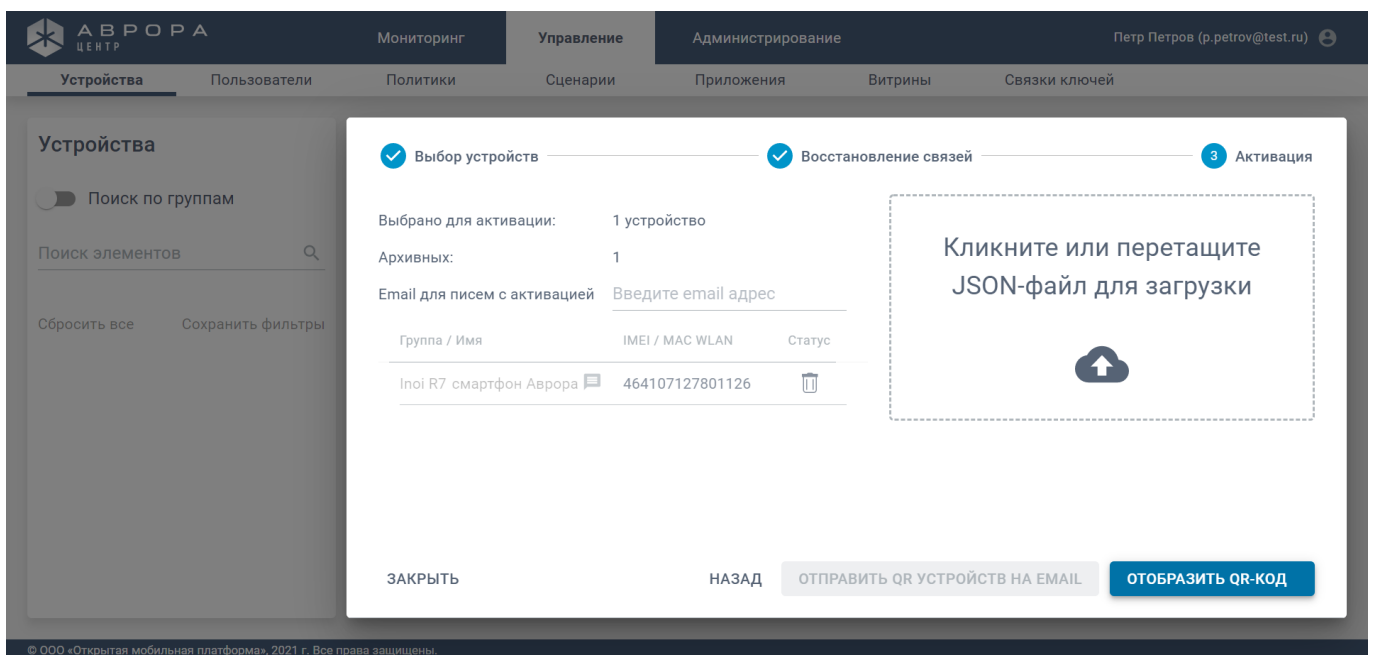 АВРОРА
ЦЕНТР
Мониторинг Управление Администрирование Петр Петров (p.petrov@test.ru)
Устройства Пользователи Политики Сценарии Приложения Витрины Связки ключей
Устройства
Поиск по группам
Поиск элементов
Сбросить все Сохранить фильтры
Выбор устройств Восстановление связей 3 Активация
Выбрано для активации: 1 устройство
Архивных: 1
Email для писем с активацией Введите email адрес
Группа / Имя IMEI / MAC WLAN Статус
Inoi R7 смартфон Аврора 464107127801126
Кликните или перетащите
JSON-файл для загрузки
ЗАКРЫТЬ НАЗАД ОТПРАВИТЬ QR УСТРОЙСТВ НА EMAIL ОТОБРАЗИТЬ QR-КОД
© ООО «Открытая мобильная платформа», 2021 г. Все права защищены.